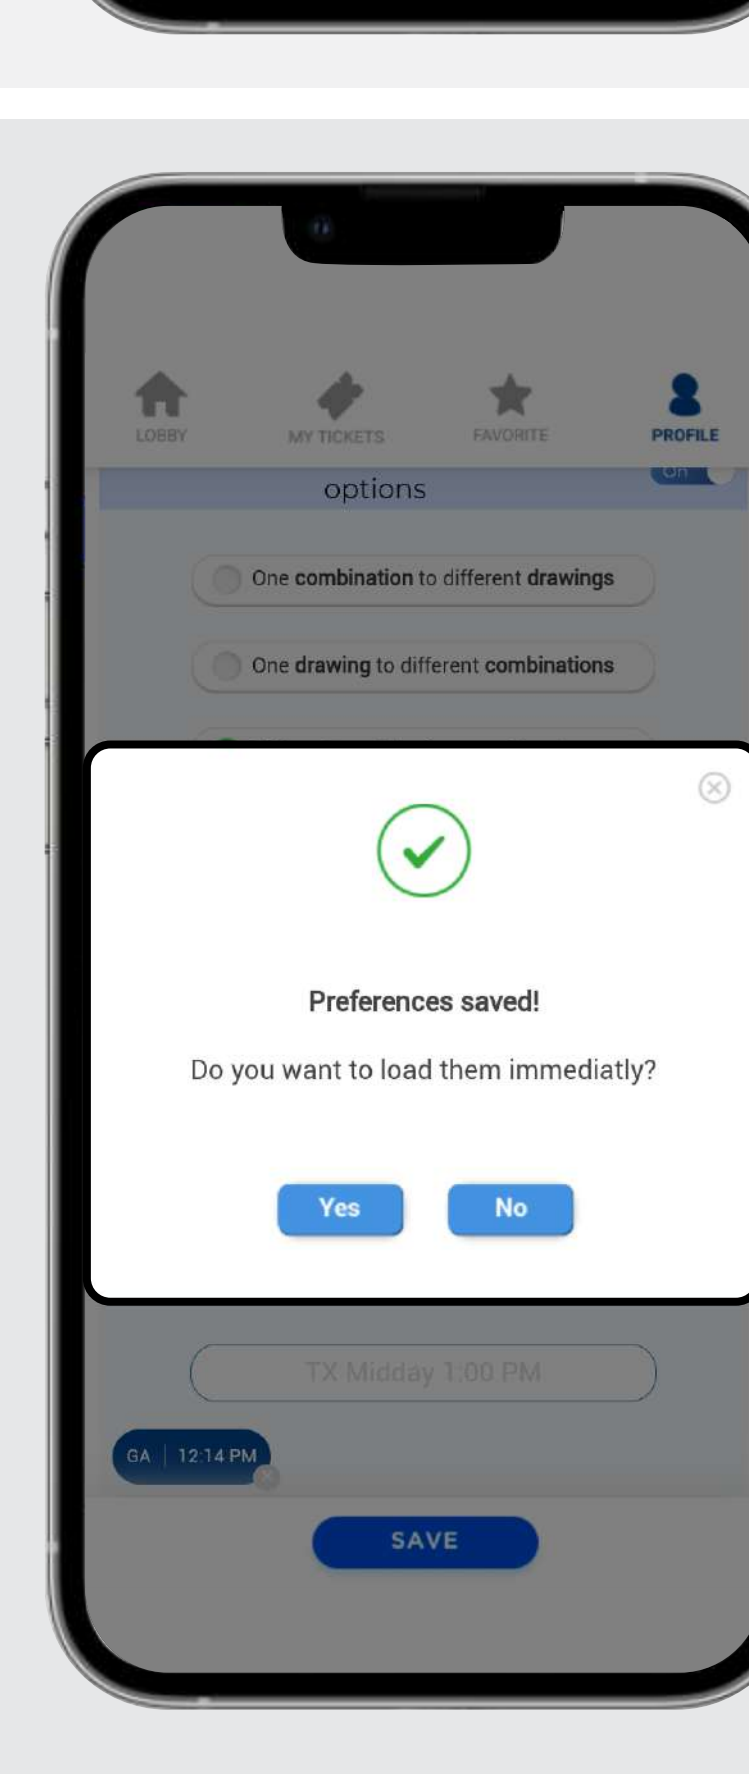 LOBBY
MY TICKETS
FAVORITE
PROFILE
options
On
One combination to different drawings
One drawing to different combinations
Preferences saved!
Do you want to load them immediatly?
Yes
No
TX Midday 1:00 PM
GA | 12:14 PM
SAVE